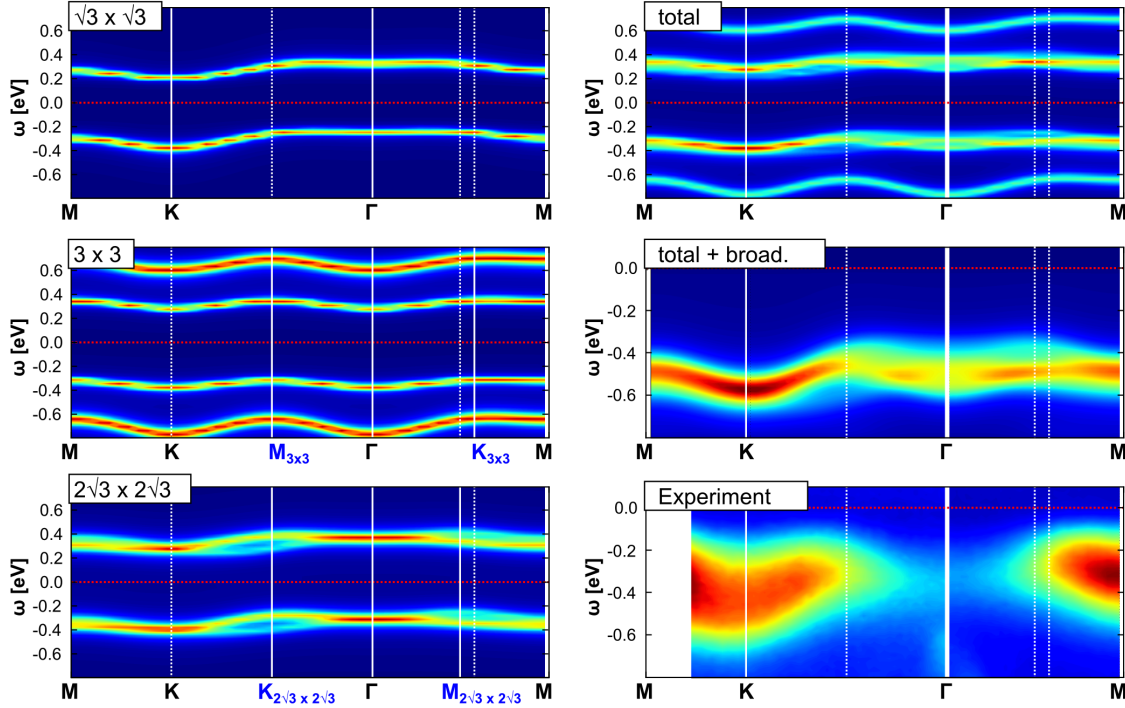 √3 x √3
0.6
0.4
0.2
0.0
-0.2
-0.4
-0.6
ω [eV]
M K Γ M
total
0.6
0.4
0.2
0.0
-0.2
-0.4
-0.6
ω [eV]
M K Γ M
3 x 3
0.6
0.4
0.2
0.0
-0.2
-0.4
-0.6
ω [eV]
M K M3x3 Γ K3x3 M
total + broad.
0.0
-0.2
-0.4
-0.6
ω [eV]
M K Γ M
2√3 x 2√3
0.6
0.4
0.2
0.0
-0.2
-0.4
-0.6
ω [eV]
M K K2√3 x 2√3 Γ M2√3 x 2√3 M
Experiment
0.0
-0.2
-0.4
-0.6
ω [eV]
M K Γ M